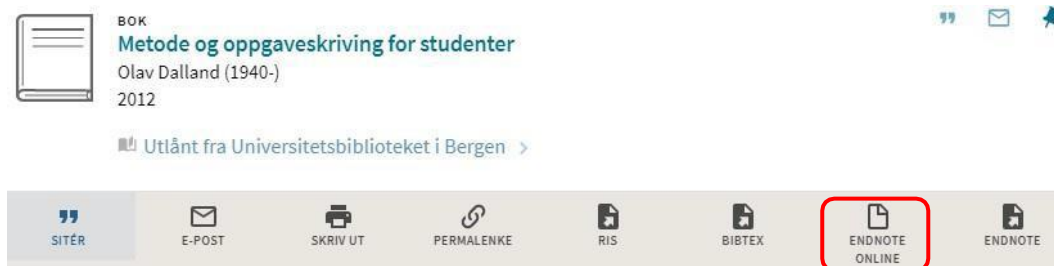 BOK
Metode og oppgaveskriving for studenter
Olav Dalland (1940-)
2012
Utlånt fra Universitetsbiblioteket i Bergen >
SITÉR E-POST SKRIV UT PERMALENKE RIS BIBTEX ENDNOTE ONLINE ENDNOTE